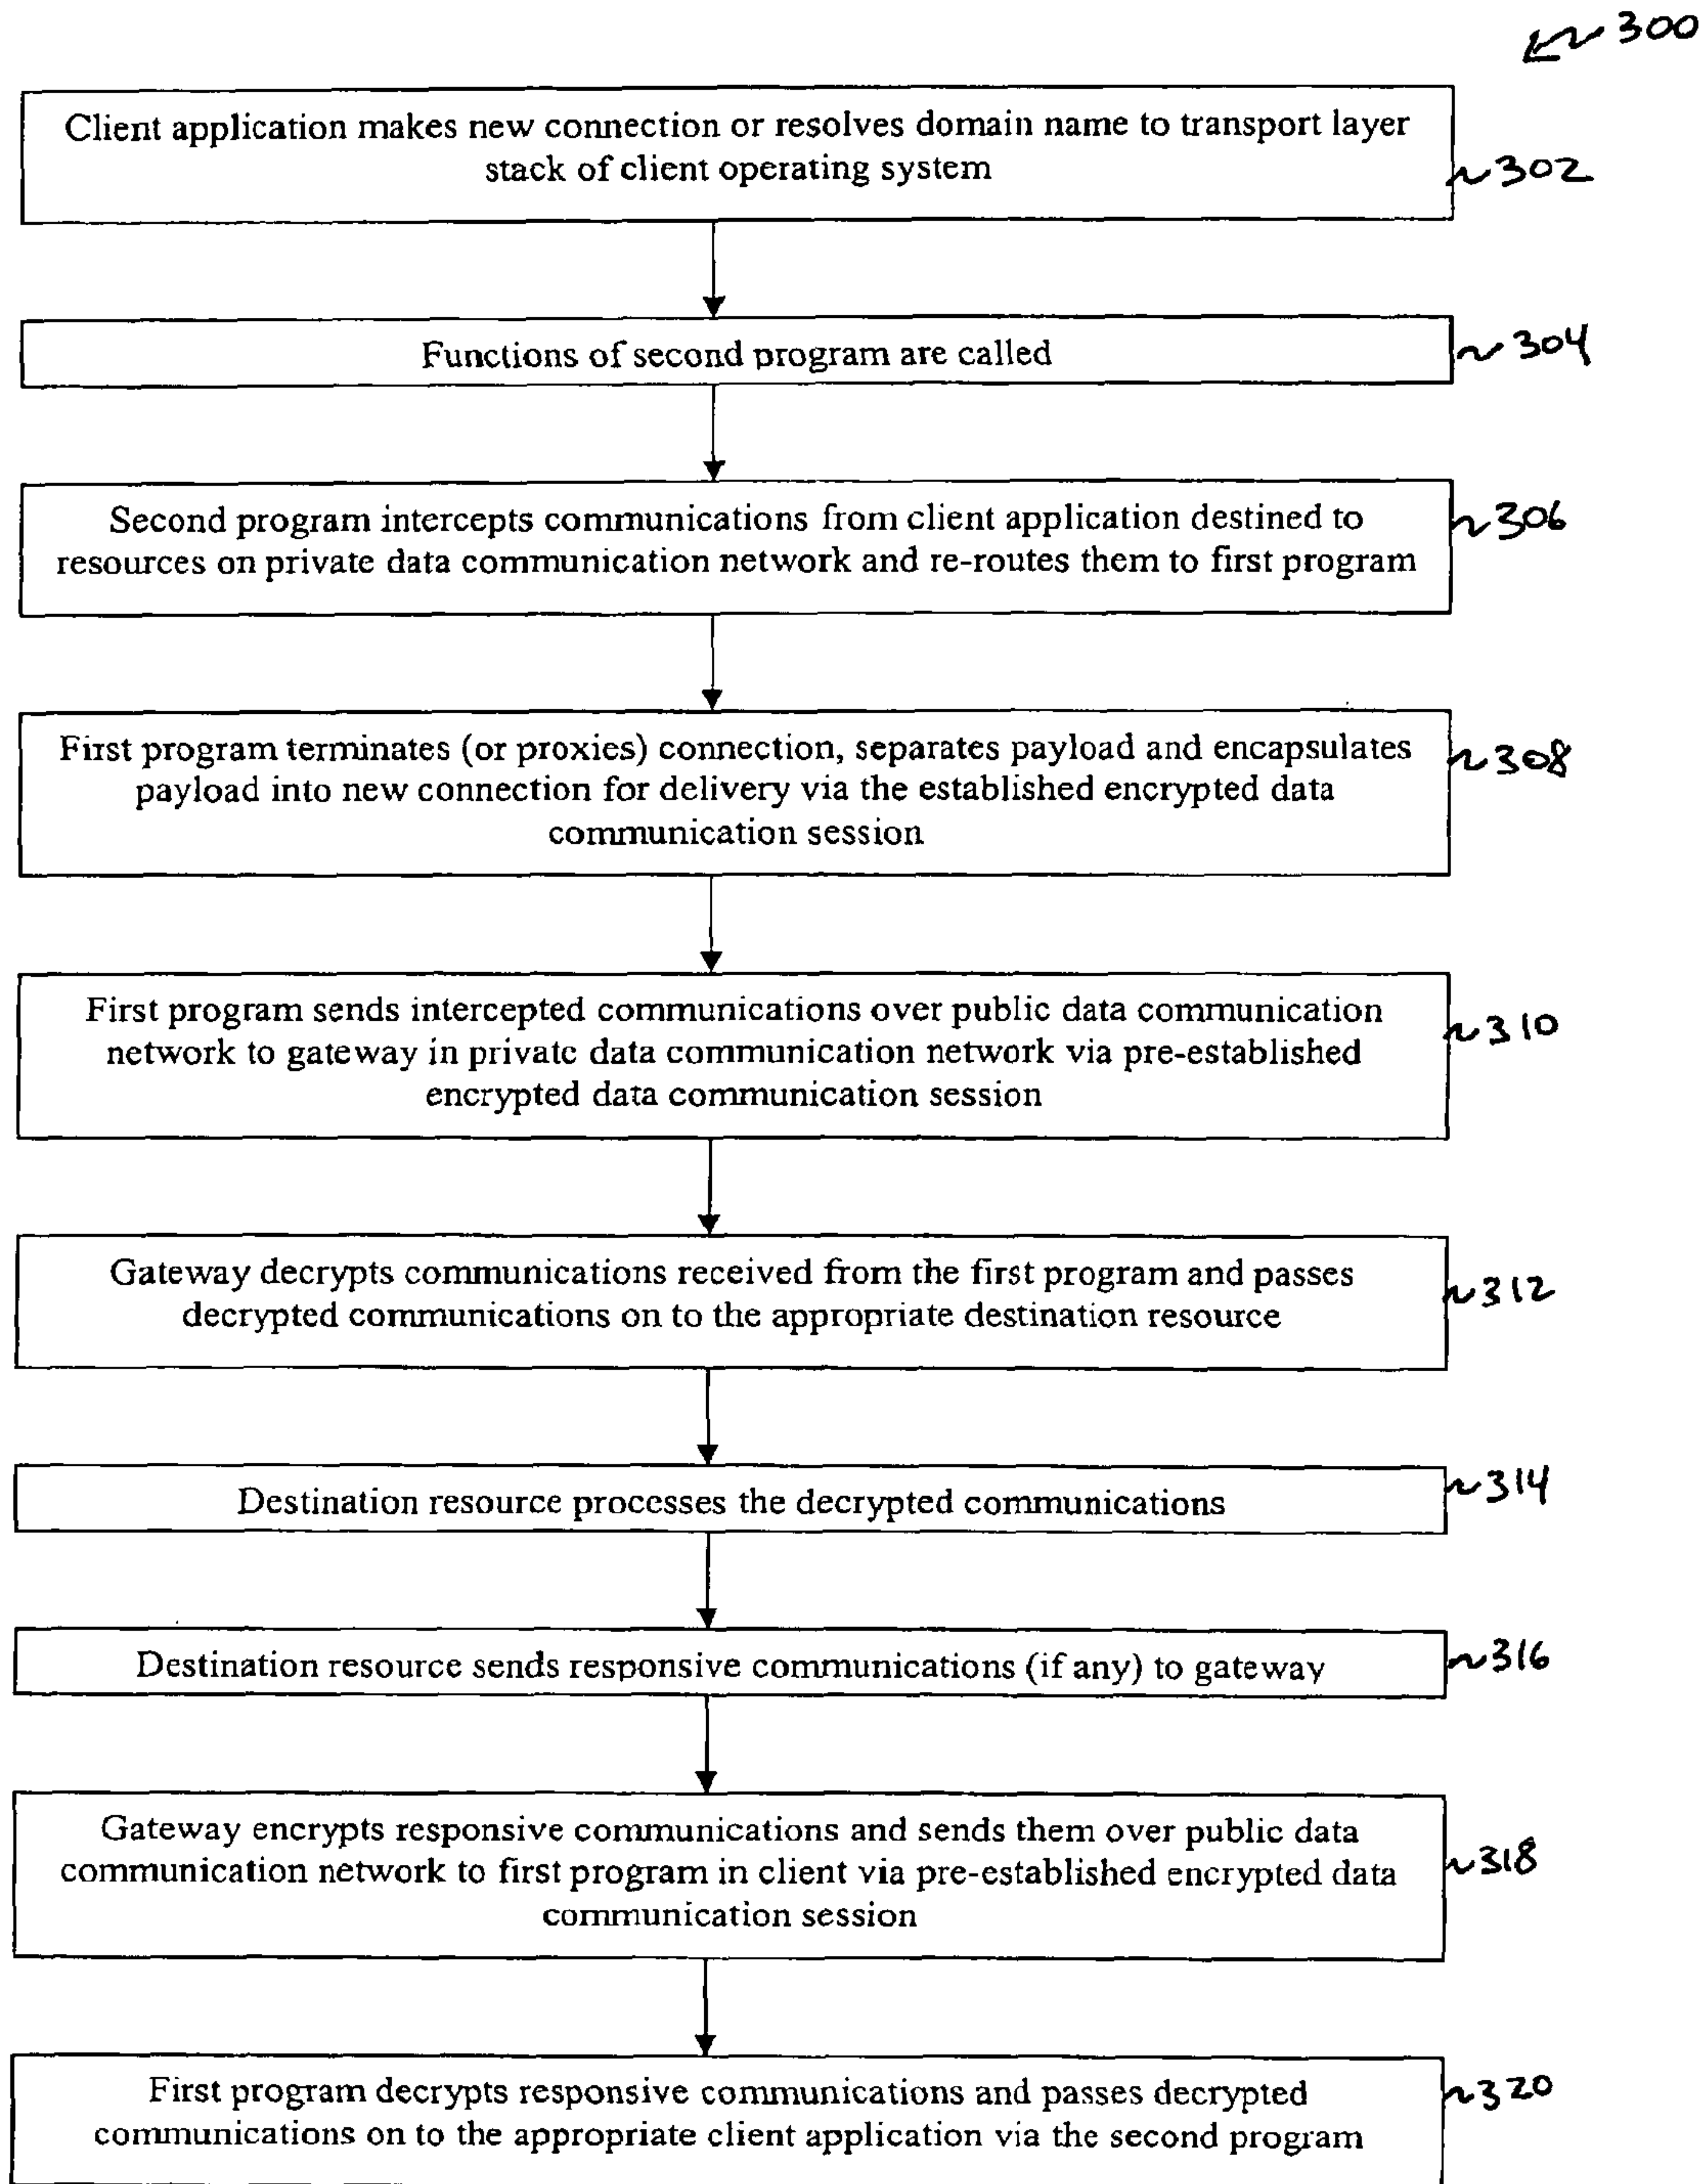 300
Client application makes new connection or resolves domain name to transport layer
stack of client operating system
302
Functions of second program are called
304
Second program intercepts communications from client application destined to
resources on private data communication network and re-routes them to first program
306
First program terminates (or proxies) connection, separates payload and encapsulates
payload into new connection for delivery via the established encrypted data
communication session
308
First program sends intercepted communications over public data communication
network to gateway in private data communication network via pre-established
encrypted data communication session
310
Gateway decrypts communications received from the first program and passes
decrypted communications on to the appropriate destination resource
312
Destination resource processes the decrypted communications
314
Destination resource sends responsive communications (if any) to gateway
316
Gateway encrypts responsive communications and sends them over public data
communication network to first program in client via pre-established encrypted data
communication session
318
First program decrypts responsive communications and passes decrypted
communications on to the appropriate client application via the second program
320